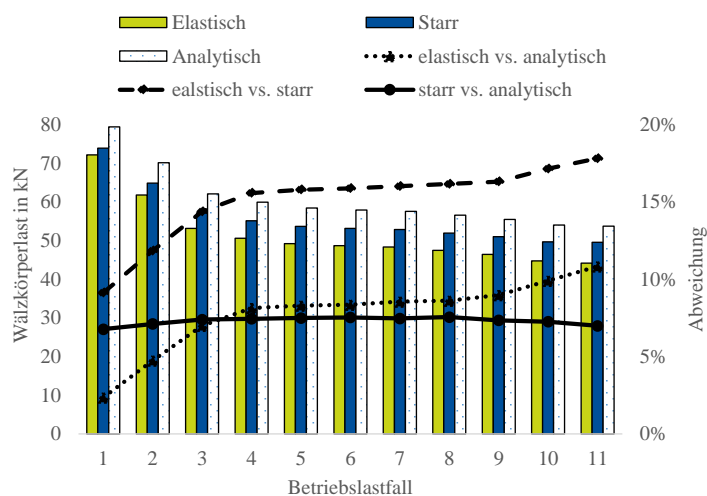 Elastisch
Starr
Analytisch
elastisch vs. analytisch
ealstisch vs. starr
starr vs. analytisch
Wälzkörperlast in kN
80
70
60
50
40
30
20
10
0
20%
15%
10%
5%
0%
Abweichung
1 2 3 4 5 6 7 8 9 10 11
Betriebslastfall